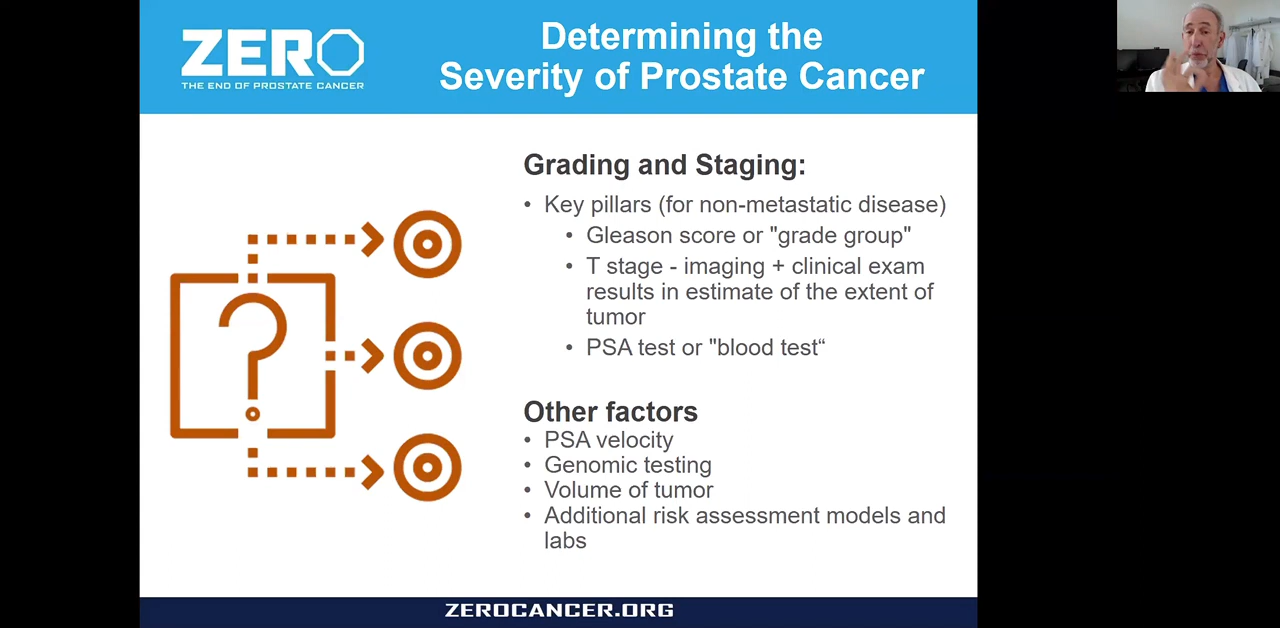 ZERO
THE END OF PROSTATE CANCER
Determining the
Severity of Prostate Cancer
Grading and Staging:
• Key pillars (for non-metastatic disease)
• Gleason score or "grade group"
• T stage - imaging + clinical exam
results in estimate of the extent of
tumor
• PSA test or "blood test“
Other factors
• PSA velocity
• Genomic testing
• Volume of tumor
• Additional risk assessment models and
labs
?
ZEROCANCER.ORG